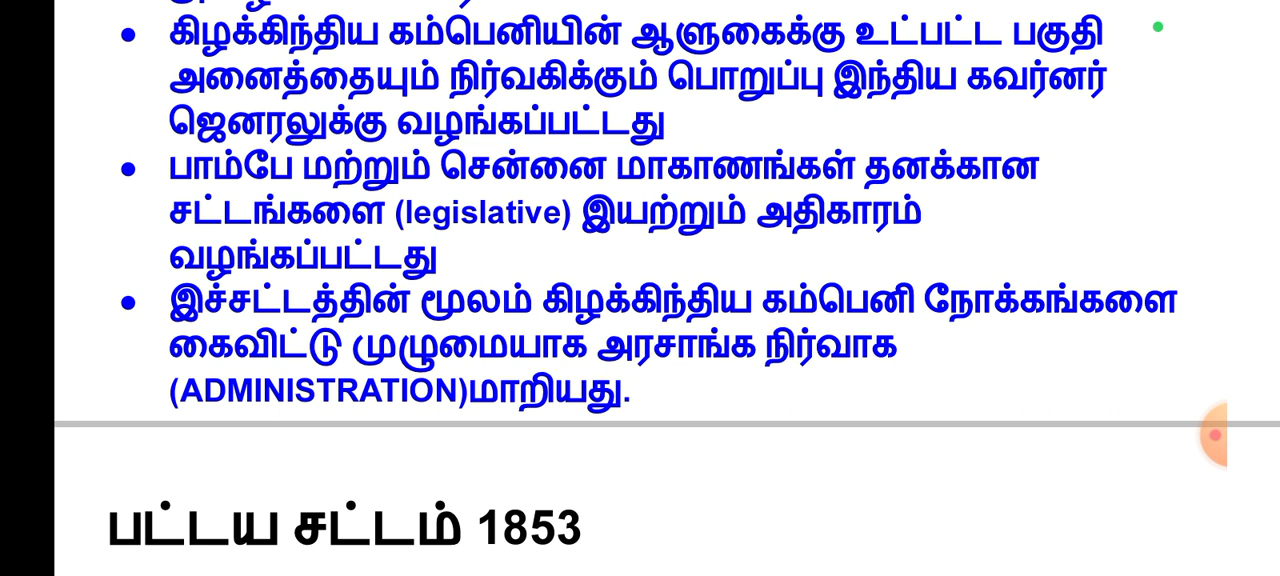 கிழக்கிந்திய கம்பெனியின் ஆளுகைக்கு உட்பட்ட பகுதி
அனைத்தையும் நிர்வகிக்கும் பொறுப்பு இந்திய கவர்னர்
ஜெனரலுக்கு வழங்கப்பட்டது
பாம்பே மற்றும் சென்னை மாகாணங்கள் தனக்கான
சட்டங்களை (legislative) இயற்றும் அதிகாரம்
வழங்கப்பட்டது
இச்சட்டத்தின் மூலம் கிழக்கிந்திய கம்பெனி நோக்கங்களை
கைவிட்டு முழுமையாக அரசாங்க நிர்வாக
(ADMINISTRATION)மாறியது.
பட்டய சட்டம் 1853